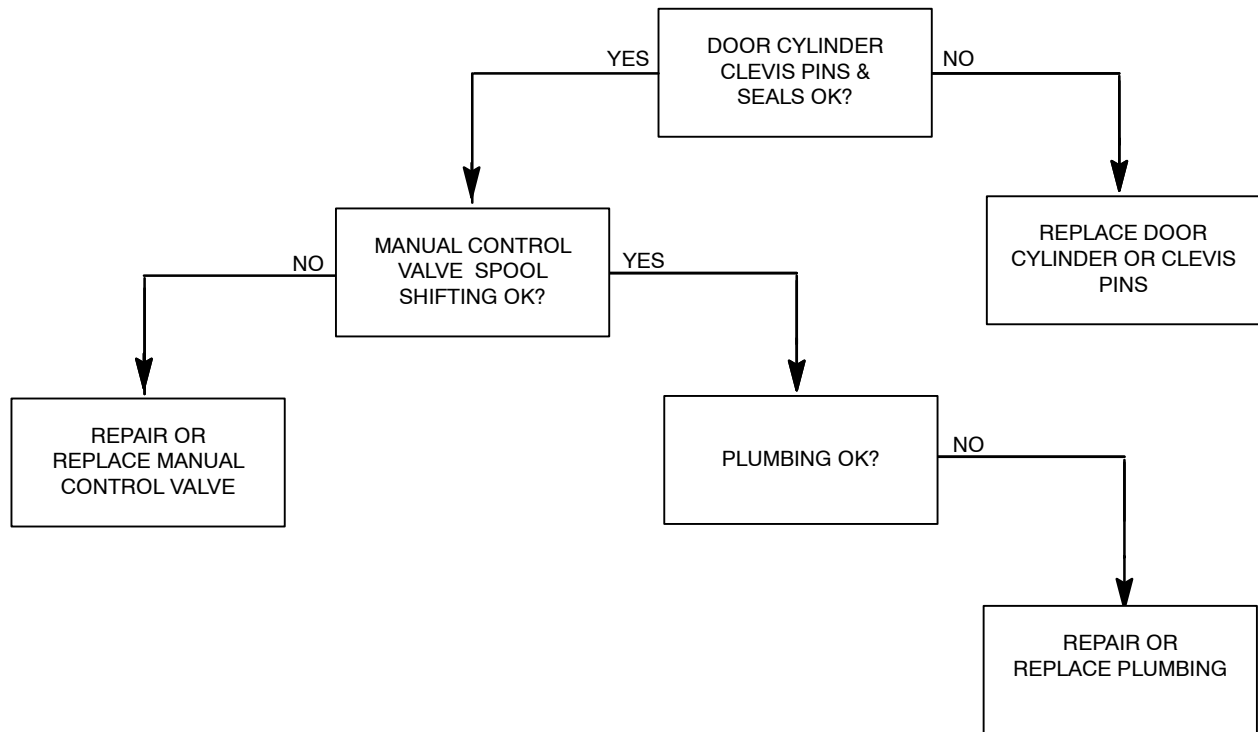 DOOR CYLINDER
CLEVIS PINS &
SEALS OK?
YES
NO
MANUAL CONTROL
VALVE SPOOL
SHIFTING OK?
NO
YES
REPLACE DOOR
CYLINDER OR CLEVIS
PINS
REPAIR OR
REPLACE MANUAL
CONTROL VALVE
PLUMBING OK?
NO
REPAIR OR
REPLACE PLUMBING